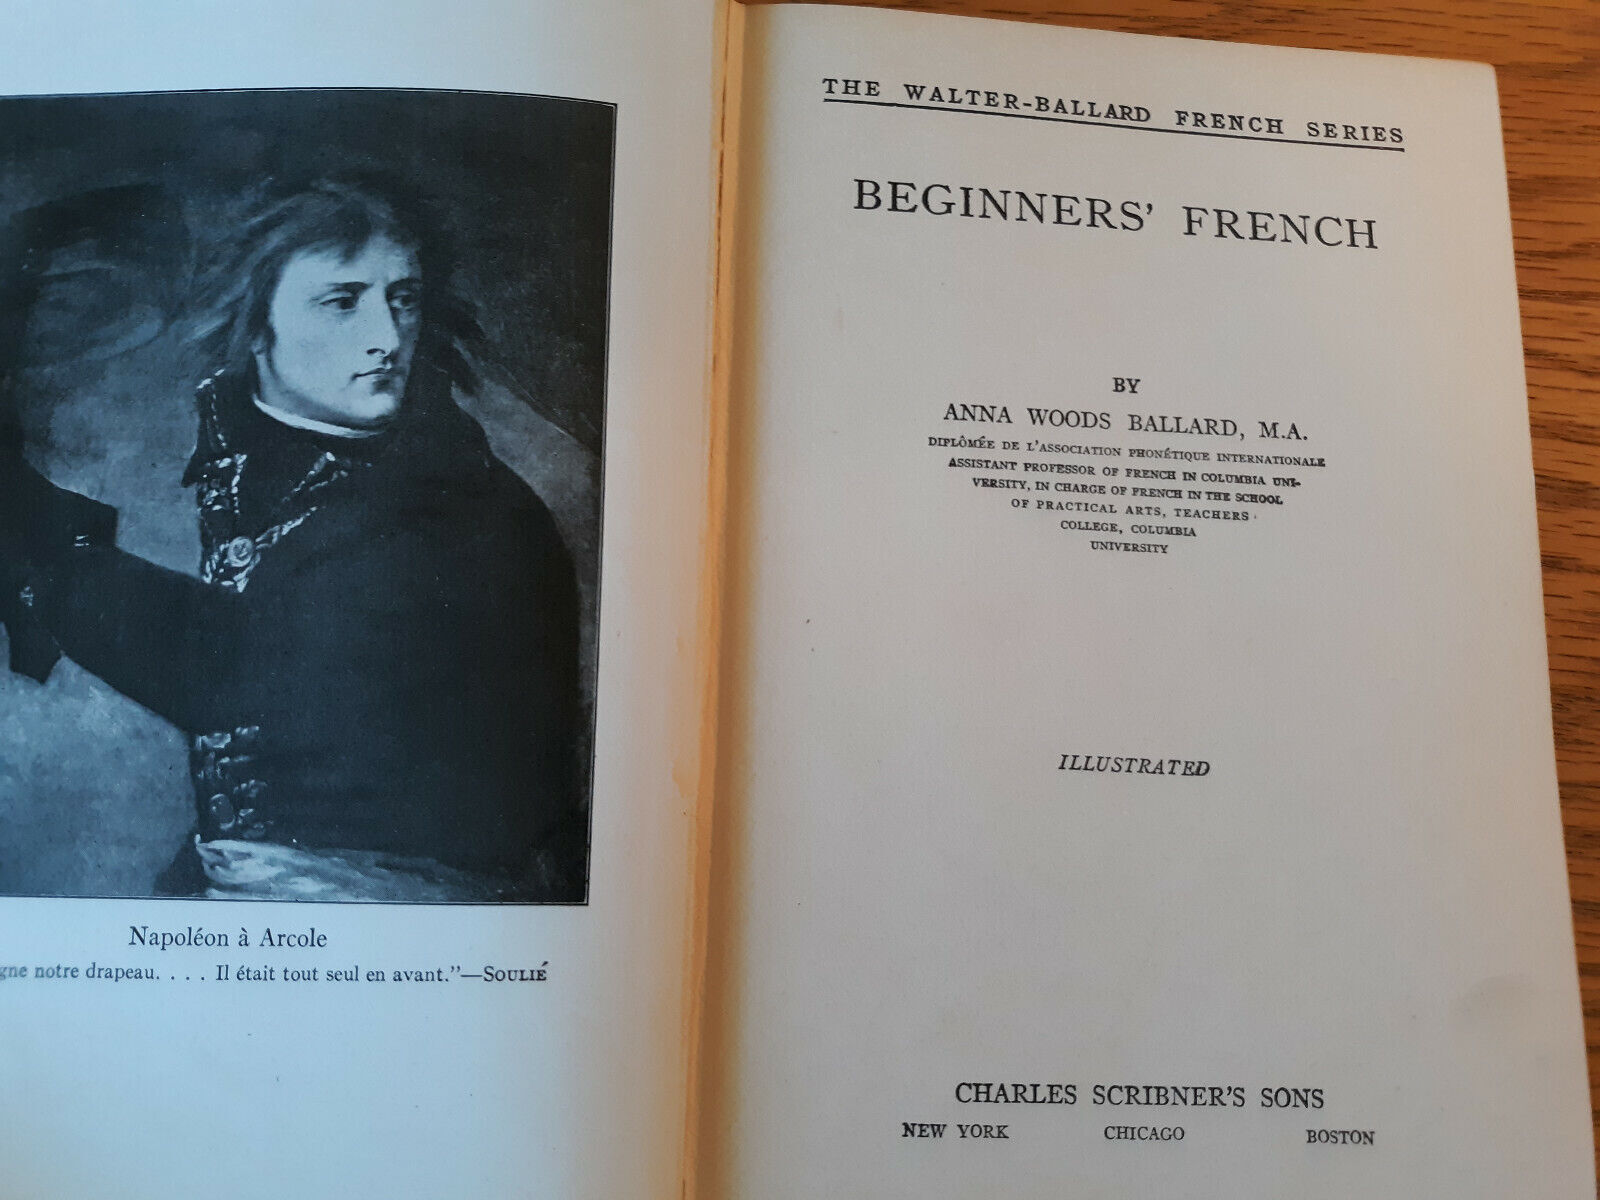 Napoléon à Arcole
gne notre drapeau. . . . Il était tout seul en avant."—SOULIÉ
THE WALTER-BALLARD FRENCH SERIES
BEGINNERS' FRENCH
BY
ANNA WOODS BALLARD, M.A.
DIPLÔMÉE DE L'ASSOCIATION PHONÉTIQUE INTERNATIONALE
ASSISTANT PROFESSOR OF FRENCH IN COLUMBIA UNI-
VERSITY, IN CHARGE OF FRENCH IN THE SCHOOL
OF PRACTICAL ARTS, TEACHERS
COLLEGE, COLUMBIA
UNIVERSITY
ILLUSTRATED
CHARLES SCRIBNER'S SONS
NEW YORK CHICAGO BOSTON